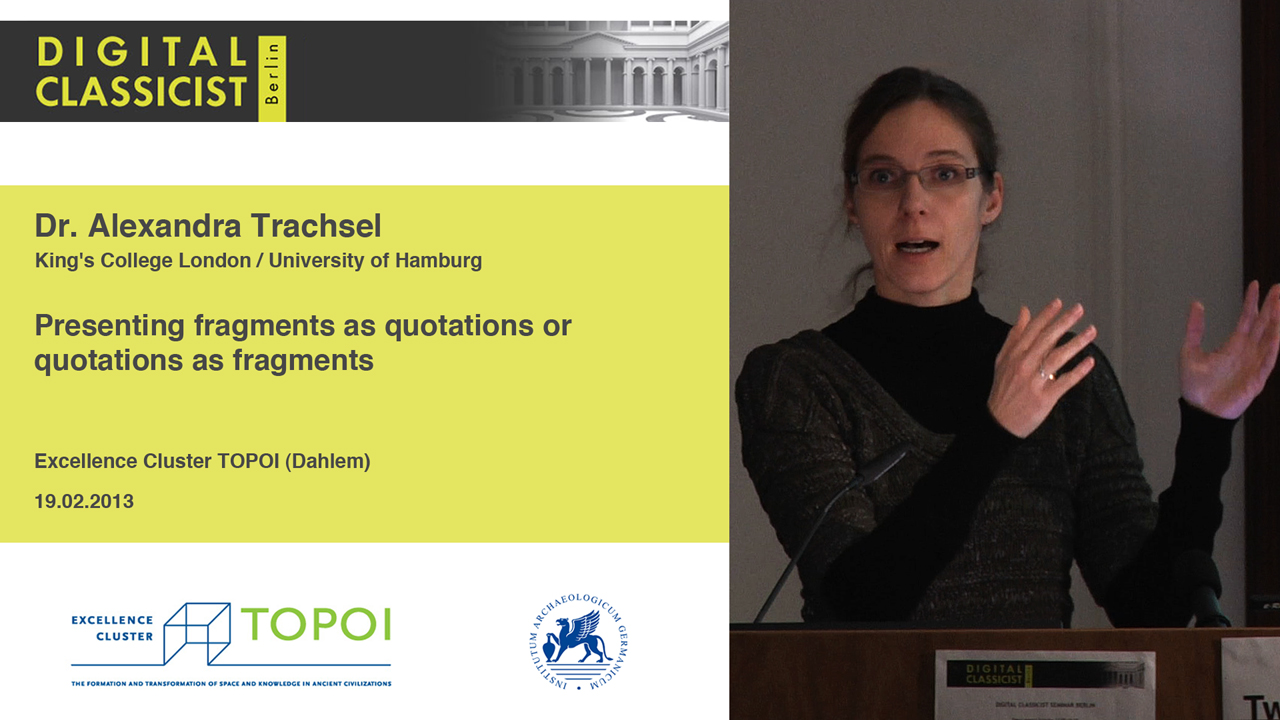 DIGITAL
CLASSICIST
Berlin
Dr. Alexandra Trachsel
King's College London / University of Hamburg
Presenting fragments as quotations or
quotations as fragments
Excellence Cluster TOPOI (Dahlem)
19.02.2013
EXCELLENCE
CLUSTER
TOPOI
THE FORMATION AND TRANSFORMATION OF SPACE AND KNOWLEDGE IN ANCIENT CIVILIZATIONS
INSTITUTUM ARCHAEOLOGICUM GERMANICUM
DIGITAL
CLASSICIST
DIGITAL CLASSICIST SEMINAR BERLIN
Tw